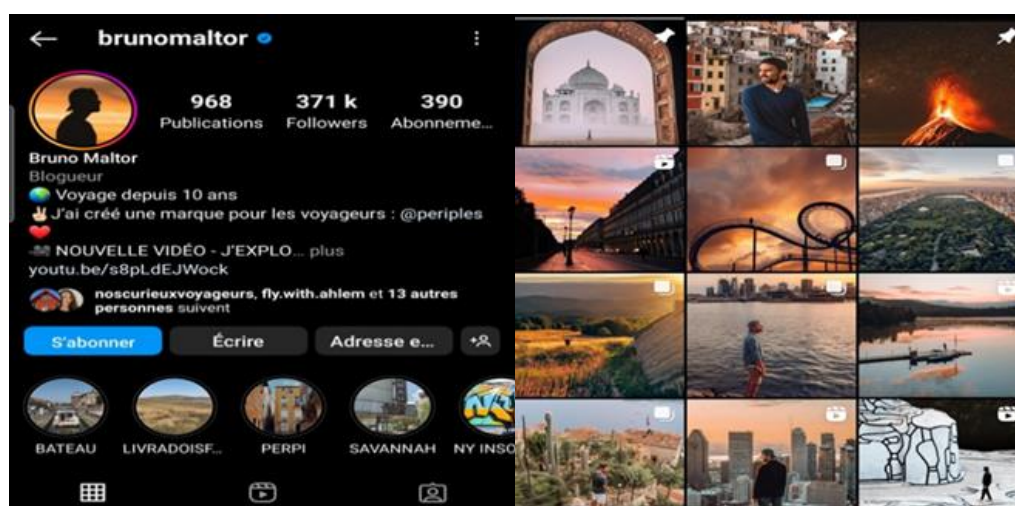 brunomaltor
968 371 k 390
Publications Followers Abonneme...
Bruno Maltor
Blogueur
Voyage depuis 10 ans
J'ai créé une marque pour les voyageurs : @periples
NOUVELLE VIDÉO - J'EXPLO... plus
youtu.be/s8pLdEJWock
noscurieuxvoyageurs, fly.with.ahlem et 13 autres
personnes suivent
S'abonner Écrire Adresse e...
BATEAU LIVRADOISF... PERPI SAVANNAH NY INSO